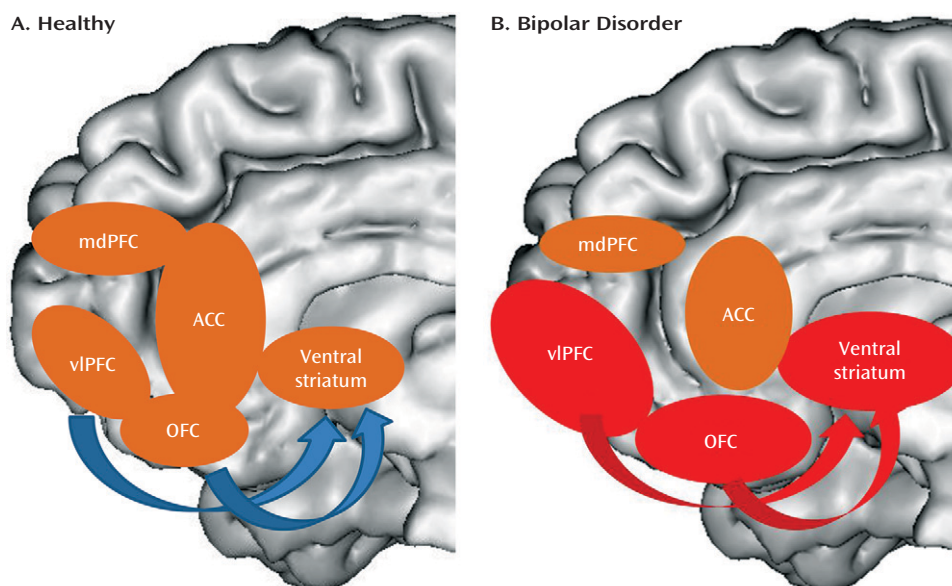 A. Healthy
mdPFC
ACC
vlPFC
Ventral
striatum
OFC
B. Bipolar Disorder
mdPFC
ACC
vlPFC
Ventral
striatum
OFC